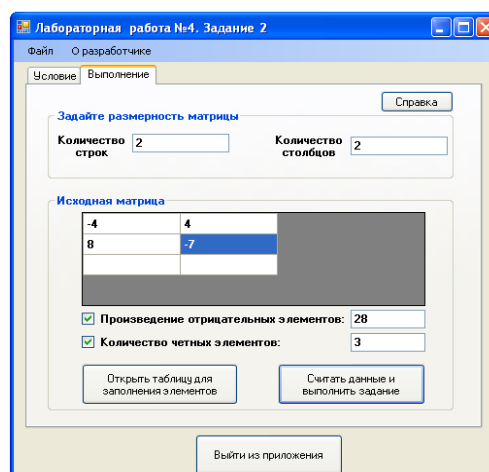 Лабораторная работа №4. Задание 2
Файл О разработчике
Условие Выполнение
Справка
Задайте размерность матрицы
Количество строк 2 Количество столбцов 2
Исходная матрица
-4 4
8 -7
Произведение отрицательных элементов: 28
Количество четных элементов: 3
Открыть таблицу для Считать данные и
заполнения элементов выполнить задание
Выйти из приложения